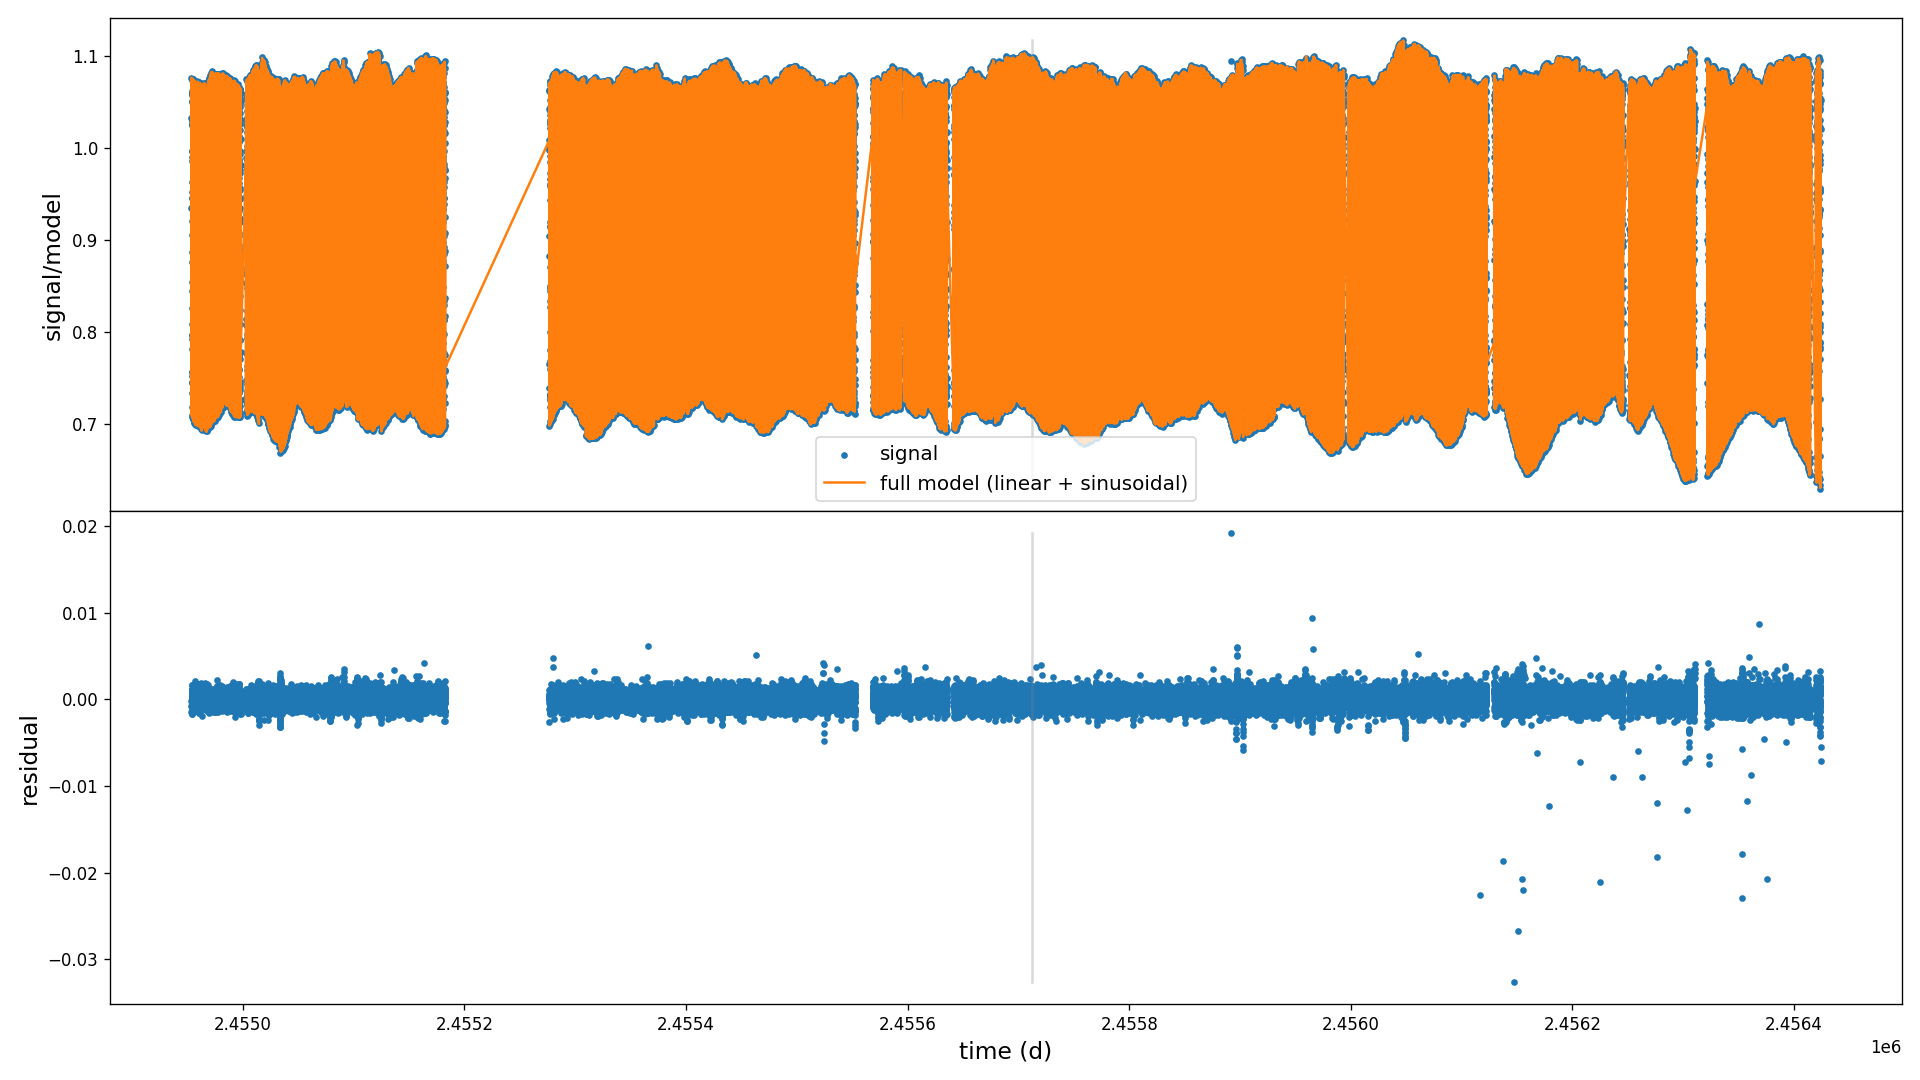 1.1
1.0
0.9
0.8
0.7
signal/model
signal
full model (linear + sinusoidal)
0.02
0.01
0.00
−0.01
−0.02
−0.03
residual
2.4550 2.4552 2.4554 2.4556 2.4558 2.4560 2.4562 2.4564
time (d)
1e6